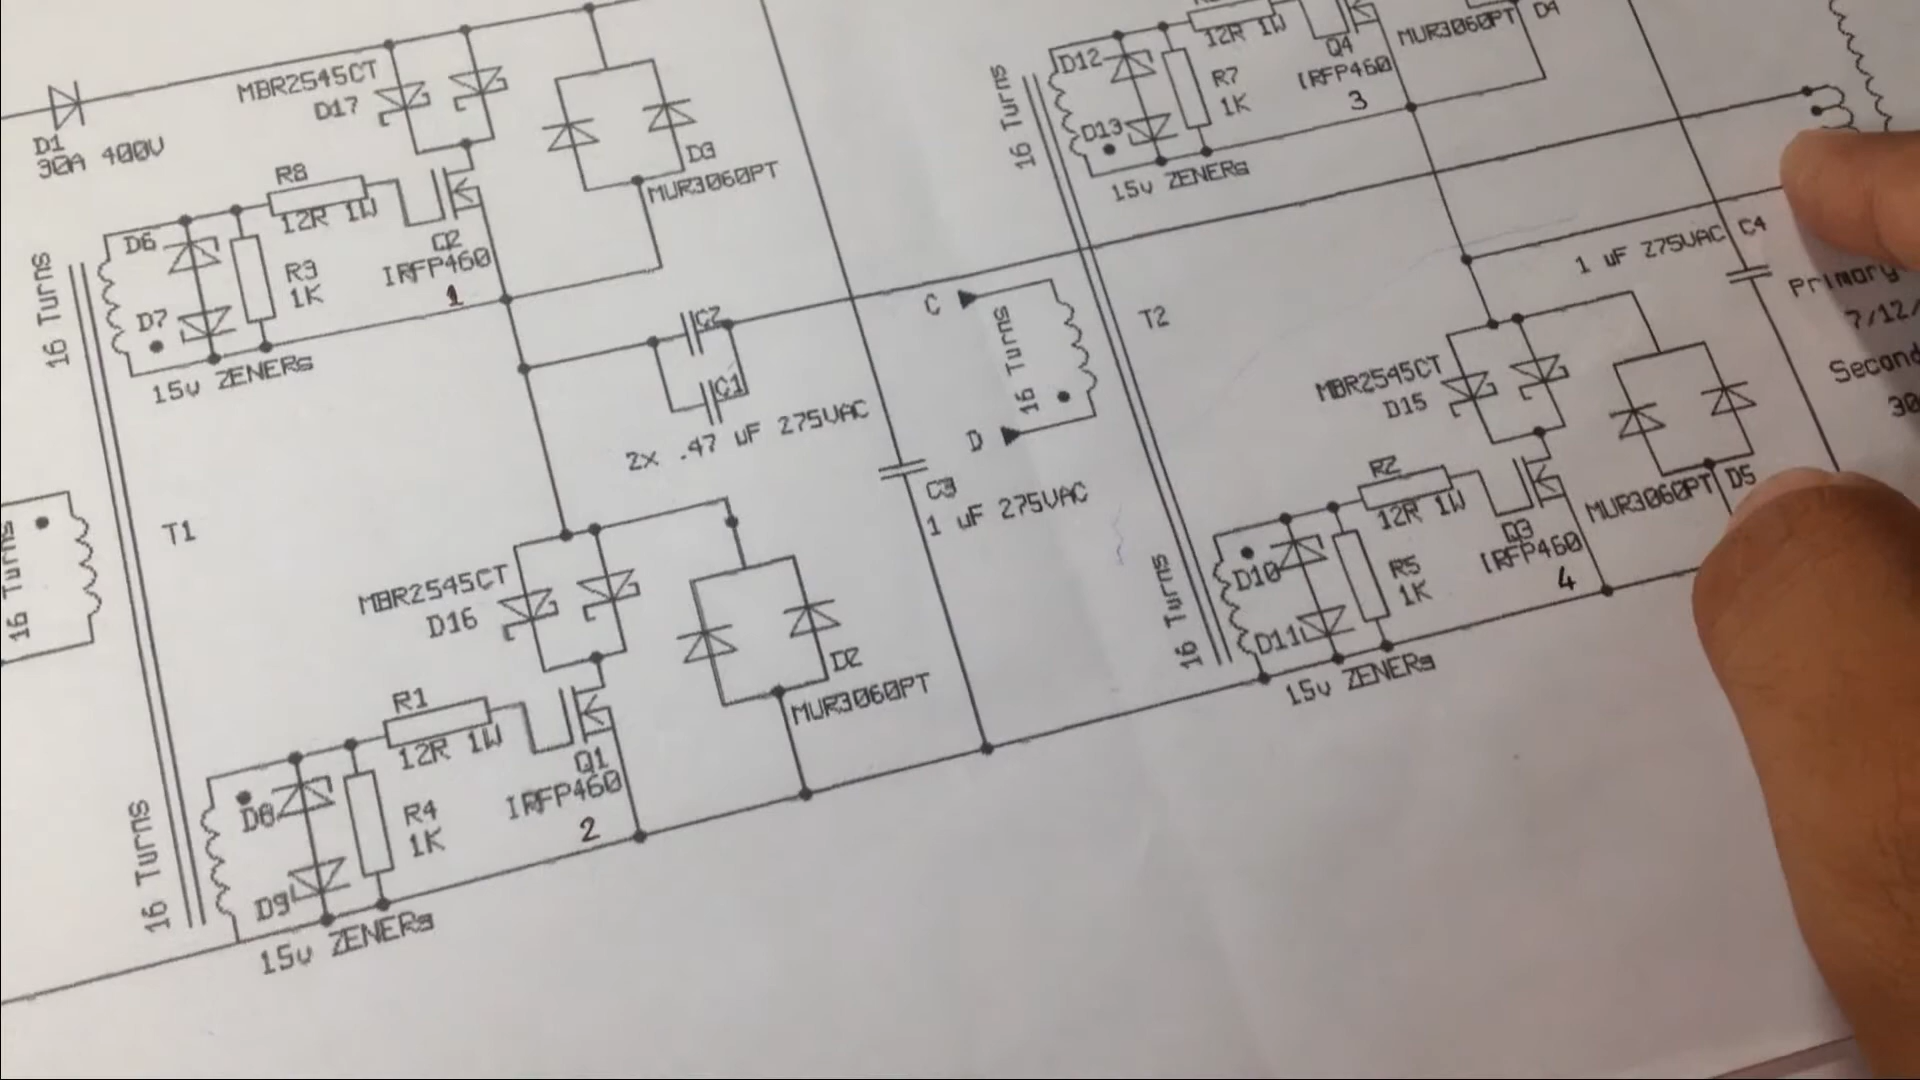 MBR2545CT
D17
D1
30A 400V
D3
MUR3060PT
R8
12R 1W
D6
R3
1K
Q2
IRFP460
1
D7
16 Turns
15v ZENERs
C2
C1
2x .47 uF 275VAC
C3
1 uF 275VAC
T1
16 Turns
MBR2545CT
D16
D2
MUR3060PT
R1
12R 1W
Q1
IRFP460
2
D8
R4
1K
D9
16 Turns
15v ZENERs
12R 1W
Q4
IRFP460
3
MUR3060PT
D4
D12
R7
1K
D13
16 Turns
15v ZENERs
C
16 Turns
D
T2
1 uF 275VAC
C4
Primary
7/12/
Second
30
MBR2545CT
D15
R2
12R 1W
Q3
IRFP460
4
MUR3060PT
D5
D10
R5
1K
D11
16 Turns
15v ZENERs